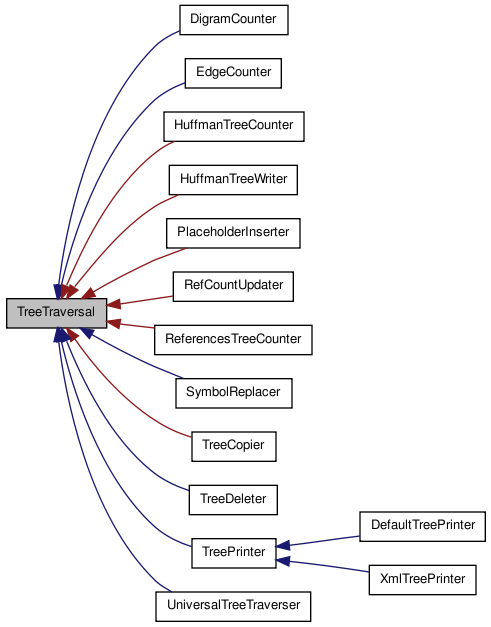 DigramCounter
EdgeCounter
HuffmanTreeCounter
HuffmanTreeWriter
PlaceholderInserter
RefCountUpdater
TreeTraversal
ReferencesTreeCounter
SymbolReplacer
TreeCopier
TreeDeleter
DefaultTreePrinter
TreePrinter
XmlTreePrinter
UniversalTreeTraverser